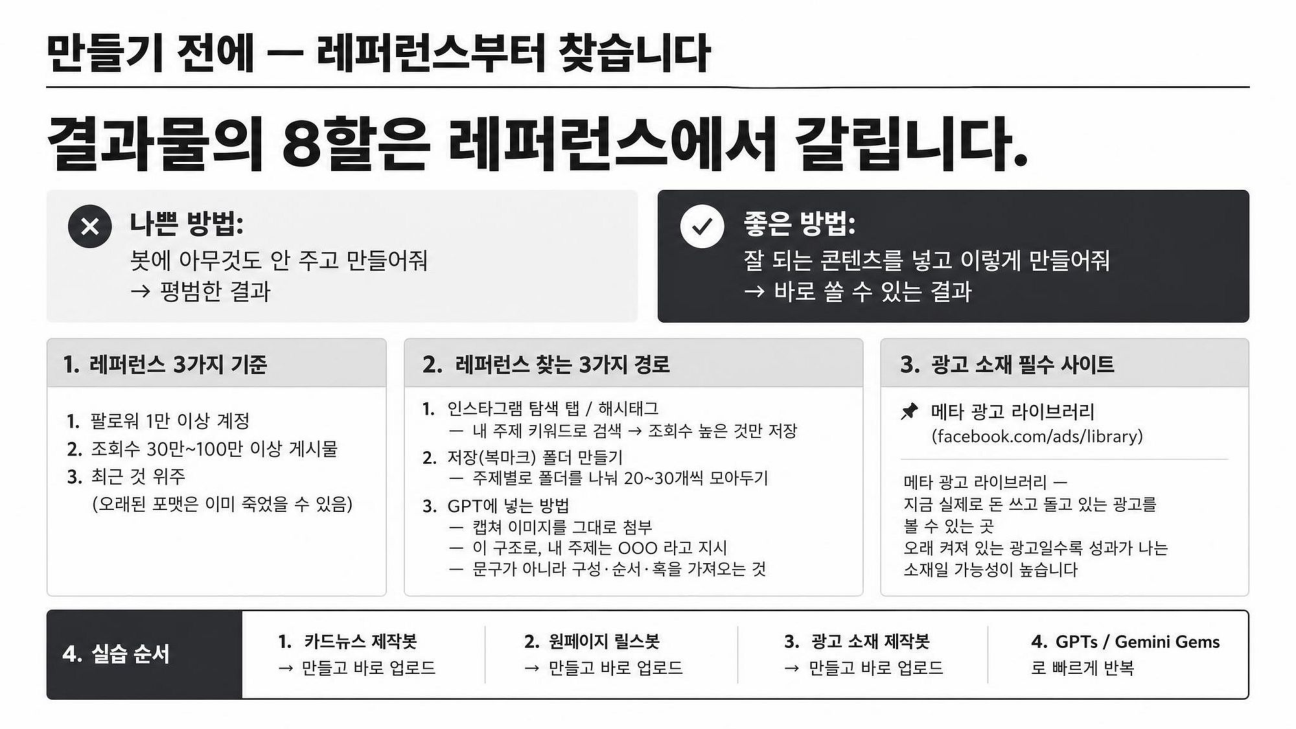 만들기 전에 — 레퍼런스부터 찾습니다
결과물의 8할은 레퍼런스에서 갈립니다.
나쁜 방법:
봇에 아무것도 안 주고 만들어줘
→ 평범한 결과
좋은 방법:
잘 되는 콘텐츠를 넣고 이렇게 만들어줘
→ 바로 쓸 수 있는 결과
1. 레퍼런스 3가지 기준
1. 팔로워 1만 이상 계정
2. 조회수 30만~100만 이상 게시물
3. 최근 것 위주
(오래된 포맷은 이미 죽었을 수 있음)
2. 레퍼런스 찾는 3가지 경로
1. 인스타그램 탐색 탭 / 해시태그
— 내 주제 키워드로 검색 → 조회수 높은 것만 저장
2. 저장(복마크) 폴더 만들기
— 주제별로 폴더를 나눠 20~30개씩 모아두기
3. GPT에 넣는 방법
— 캡쳐 이미지를 그대로 첨부
— 이 구조로, 내 주제는 OOO 라고 지시
— 문구가 아니라 구성·순서·혹을 가져오는 것
3. 광고 소재 필수 사이트
메타 광고 라이브러리
(facebook.com/ads/library)
메타 광고 라이브러리 —
지금 실제로 돈 쓰고 돌고 있는 광고를
볼 수 있는 곳
오래 켜져 있는 광고일수록 성과가 나는
소재일 가능성이 높습니다
4. 실습 순서
1. 카드뉴스 제작봇
→ 만들고 바로 업로드
2. 원페이지 릴스봇
→ 만들고 바로 업로드
3. 광고 소재 제작봇
→ 만들고 바로 업로드
4. GPTs / Gemini Gems
로 빠르게 반복